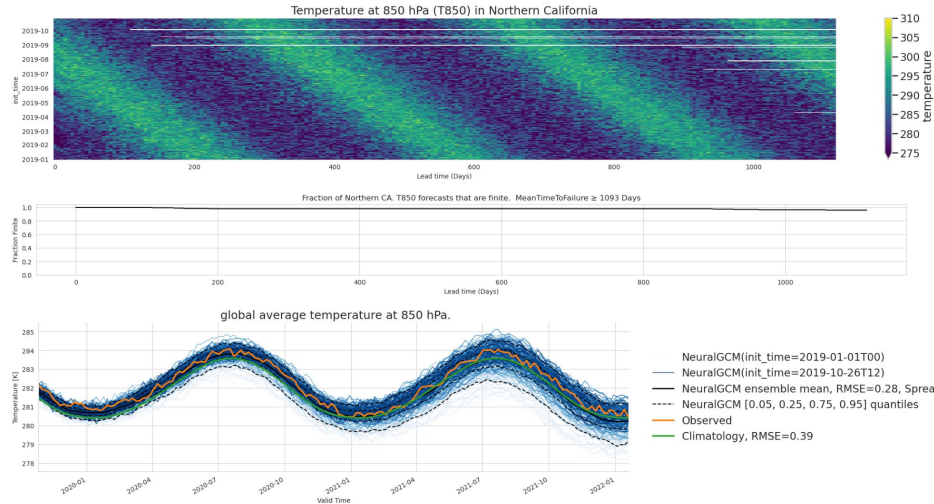 Temperature at 850 hPa (T850) in Northern California
2019-10
2019-09
2019-08
2019-07
2019-06
2019-05
2019-04
2019-03
2019-02
2019-01
init_time
0 200 400 600 800 1000
Lead time (Days)
310
305
300
295
290
285
280
275
temperature
Fraction of Northern CA. T850 forecasts that are finite. MeanTimeToFailure ≥ 1093 Days
1.0
0.8
0.6
0.4
0.2
0.0
Fraction Finite
0 200 400 600 800 1000
Lead time (Days)
global average temperature at 850 hPa.
285
284
283
282
281
280
279
278
Temperature [K]
2020-01 2020-04 2020-07 2020-10 2021-01 2021-04 2021-07 2021-10 2022-01
Valid Time
NeuralGCM(init_time=2019-01-01T00)
NeuralGCM(init_time=2019-10-26T12)
NeuralGCM ensemble mean, RMSE=0.28, Sprea
NeuralGCM [0.05, 0.25, 0.75, 0.95] quantiles
Observed
Climatology, RMSE=0.39